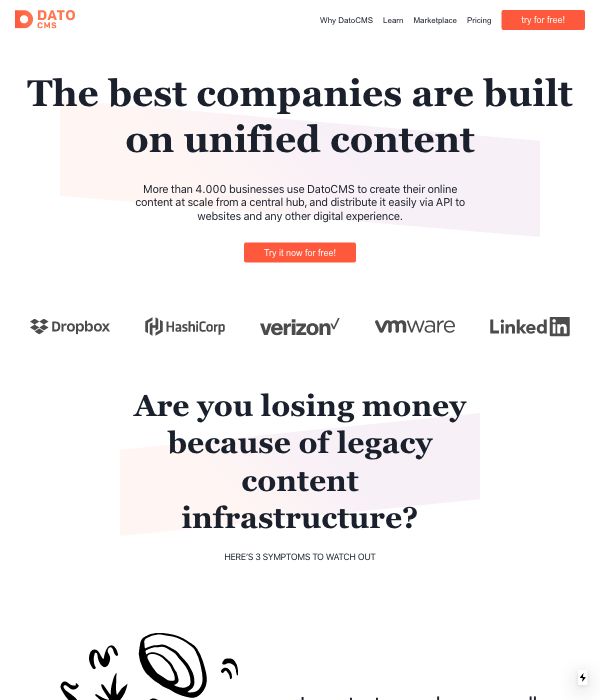 DATO
CMS
Why DatoCMS
Learn
Marketplace
Pricing
try for free!
The best companies are built
on unified content
More than 4.000 businesses use DatoCMS to create their online
content at scale from a central hub, and distribute it easily via API to
websites and any other digital experience.
Try it now for free!
Dropbox
HashiCorp
verizon✓
vmware
Linked in
Are you losing money
because of legacy
content
infrastructure?
HERE'S 3 SYMPTOMS TO WATCH OUT